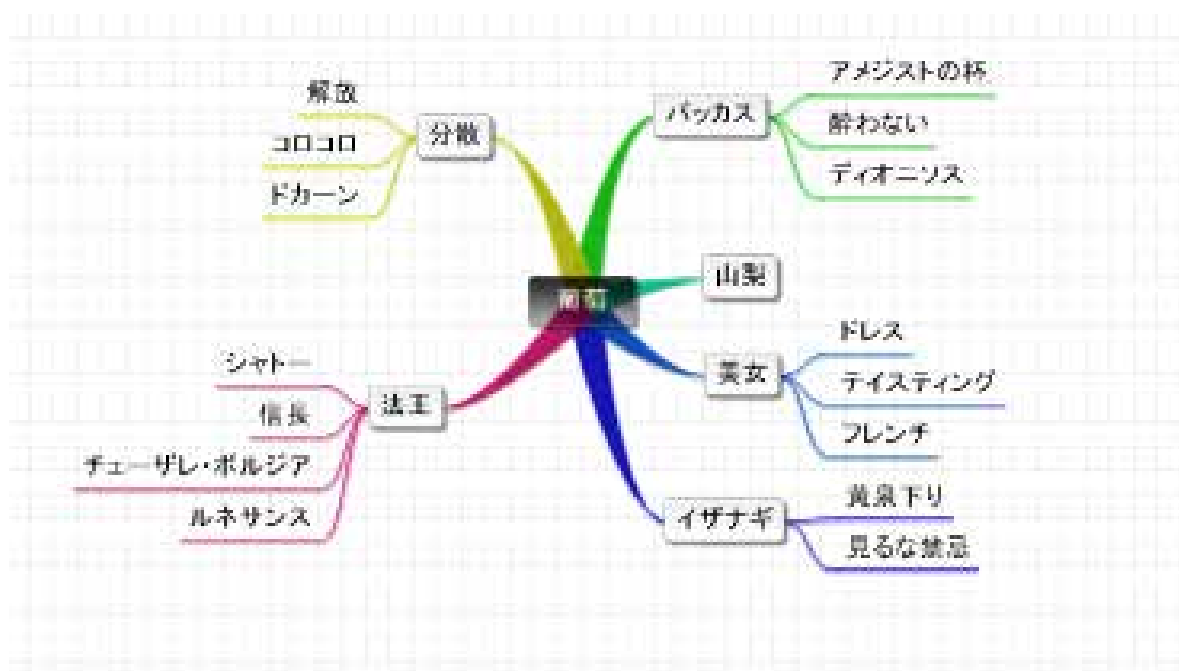 分散
解放
コロコロ
ドカーン
バッカス
アメジストの杯
酔わない
ディオニソス
山梨
美女
ドレス
テイスティング
フレンチ
イザナギ
黄泉下り
見るな禁忌
法王
シャトー
信長
チェーザレ・ボルジア
ルネサンス